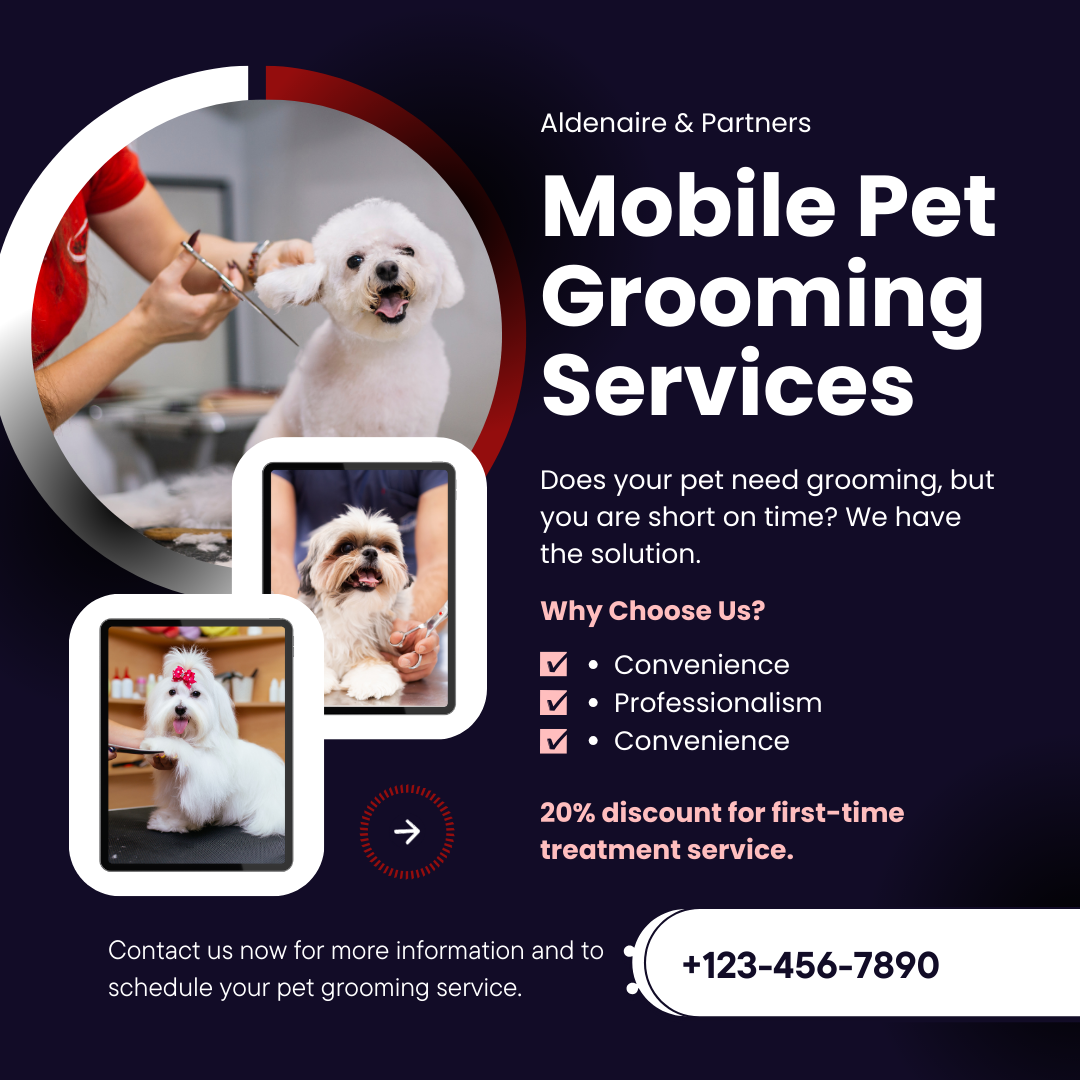 Aldenaire & Partners
Mobile Pet
Grooming
Services
Does your pet need grooming, but
you are short on time? We have
the solution.
Why Choose Us?
☑ • Convenience
☑ • Professionalism
☑ • Convenience
20% discount for first-time
treatment service.
Contact us now for more information and to
schedule your pet grooming service.
+123-456-7890